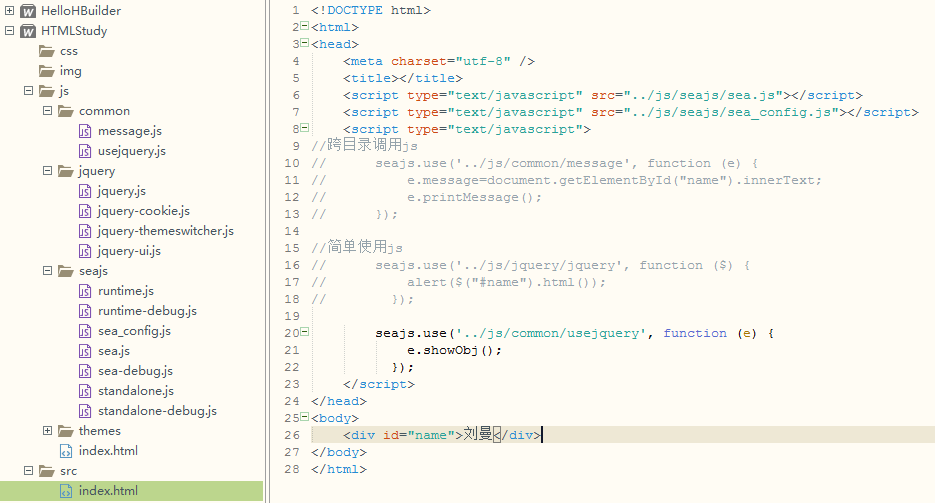 HelloHBuilder
HTMLStudy
css
img
js
common
message.js
usejquery.js
jquery
jquery.js
jquery-cookie.js
jquery-themeswitcher.js
jquery-ui.js
seajs
runtime.js
runtime-debug.js
sea_config.js
sea.js
sea-debug.js
standalone.js
standalone-debug.js
themes
index.html
src
index.html
1 <!DOCTYPE html>
2 <html>
3 <head>
4 <meta charset="utf-8" />
5 <title></title>
6 <script type="text/javascript" src="../js/seajs/sea.js"></script>
7 <script type="text/javascript" src="../js/seajs/sea_config.js"></script>
8 <script type="text/javascript">
9 //跨目录调用js
10 // seajs.use('../js/common/message', function (e) {
11 // e.message=document.getElementById("name").innerText;
12 // e.printMessage();
13 // });
14
15 //简单使用js
16 // seajs.use('../js/jquery/jquery', function ($) {
17 // alert($("#name").html());
18 // });
19
20 seajs.use('../js/common/usejquery', function (e) {
21 e.showObj();
22 });
23 </script>
24 </head>
25 <body>
26 <div id="name">刘曼</div>
27 </body>
28 </html>